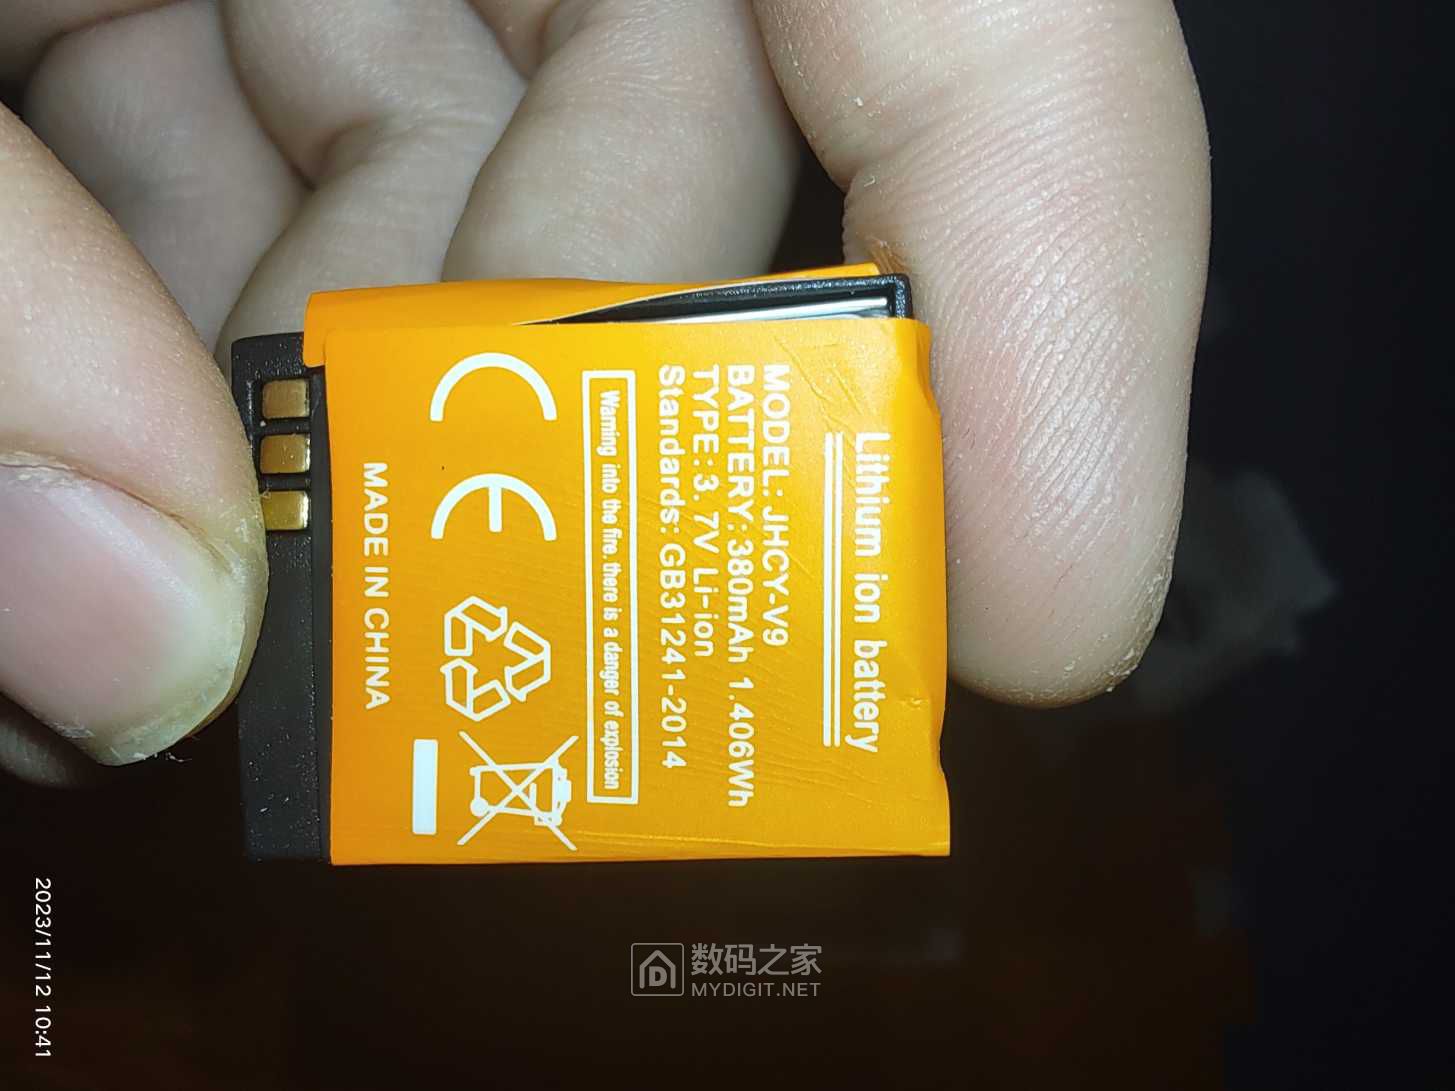 Lithium ion battery
MODEL: JHCY-V9
BATTERY: 380mAh 1.406Wh
TYPE: 3.7V Li-ion
Standards: GB31241-2014
Warning into the fire, there is a danger of explosion
CE
MADE IN CHINA
2023/11/12 10:41
数码之家
MYDIGIT.NET